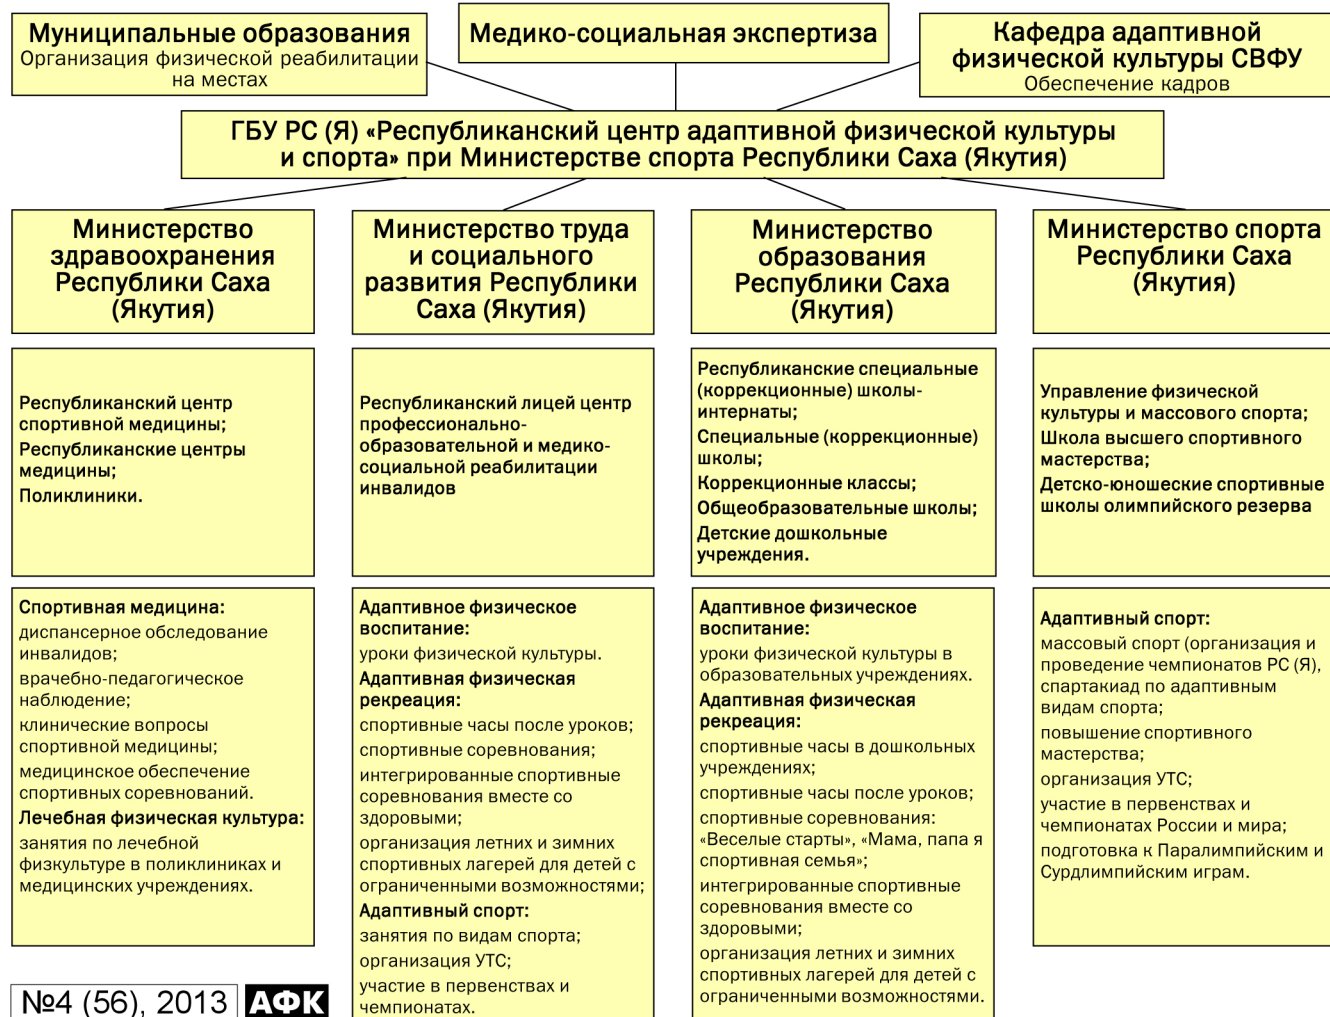 Муниципальные образования
Организация физической реабилитации
на местах
Медико-социальная экспертиза
Кафедра адаптивной
физической культуры СВФУ
Обеспечение кадров
ГБУ РС (Я) «Республиканский центр адаптивной физической культуры
и спорта» при Министерстве спорта Республики Саха (Якутия)
Министерство
здравоохранения
Республики Саха
(Якутия)
Министерство труда
и социального
развития Республики
Саха (Якутия)
Министерство
образования
Республики Саха
(Якутия)
Министерство спорта
Республики Саха
(Якутия)
Республиканский центр
спортивной медицины;
Республиканские центры
медицины;
Поликлиники.
Республиканский лицей центр
профессионально-
образовательной и медико-
социальной реабилитации
инвалидов
Республиканские специальные
(коррекционные) школы-
интернаты;
Специальные (коррекционные)
школы;
Коррекционные классы;
Общеобразовательные школы;
Детские дошкольные
учреждения.
Управление физической
культуры и массового спорта;
Школа высшего спортивного
мастерства;
Детско-юношеские спортивные
школы олимпийского резерва
Спортивная медицина:
диспансерное обследование
инвалидов;
врачебно-педагогическое
наблюдение;
клинические вопросы
спортивной медицины;
медицинское обеспечение
спортивных соревнований.
Лечебная физическая культура:
занятия по лечебной
физкультуре в поликлиниках и
медицинских учреждениях.
Адаптивное физическое
воспитание:
уроки физической культуры.
Адаптивная физическая
рекреация:
спортивные часы после уроков;
спортивные соревнования;
интегрированные спортивные
соревнования вместе со
здоровыми;
организация летних и зимних
спортивных лагерей для детей с
ограниченными возможностями;
Адаптивный спорт:
занятия по видам спорта;
организация УТС;
участие в первенствах и
чемпионатах.
Адаптивное физическое
воспитание:
уроки физической культуры в
образовательных учреждениях.
Адаптивная физическая
рекреация:
спортивные часы в дошкольных
учреждениях;
спортивные часы после уроков;
спортивные соревнования:
«Веселые старты», «Мама, папа я
спортивная семья»;
интегрированные спортивные
соревнования вместе со
здоровыми;
организация летних и зимних
спортивных лагерей для детей с
ограниченными возможностями.
Адаптивный спорт:
массовый спорт (организация и
проведение чемпионатов РС (Я),
спартакиад по адаптивным
видам спорта;
повышение спортивного
мастерства;
организация УТС;
участие в первенствах и
чемпионатах России и мира;
подготовка к Паралимпийским и
Сурдлимпийским играм.
№4 (56), 2013 АФК